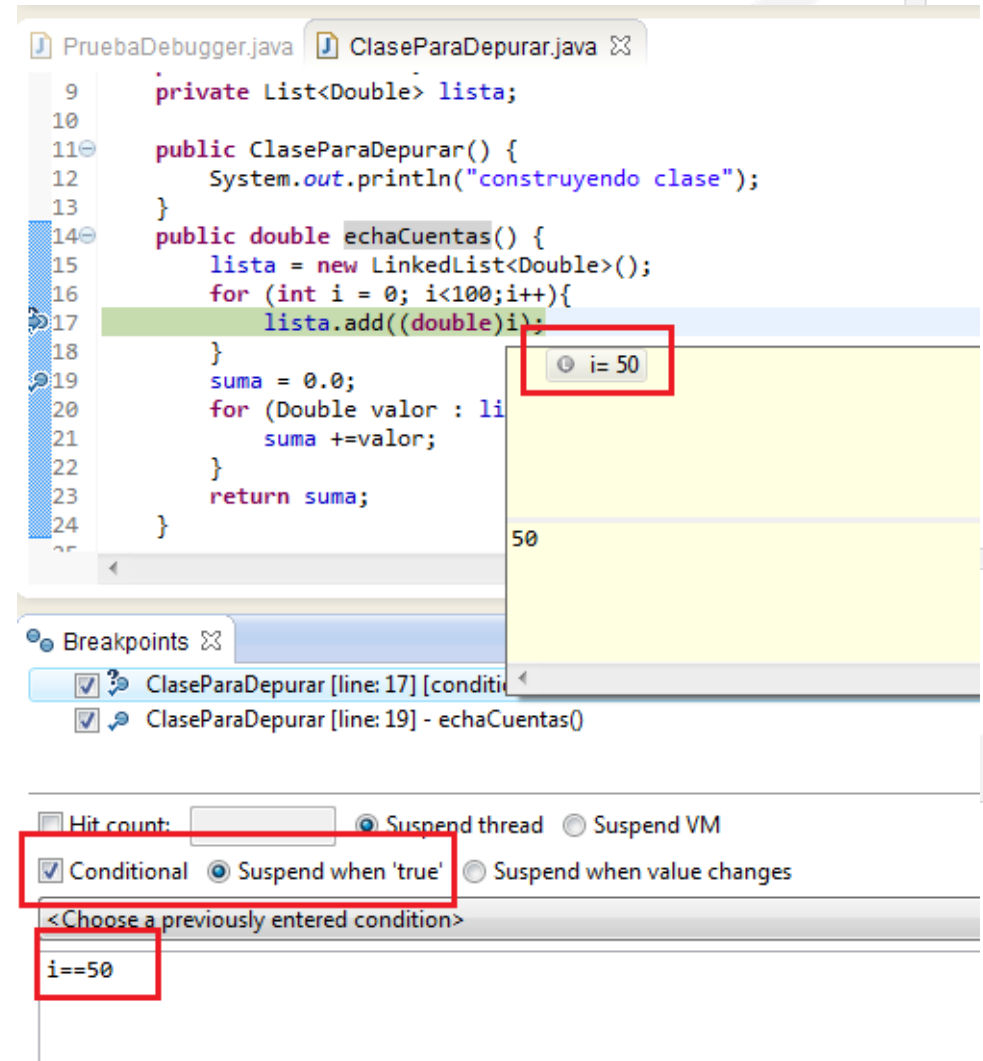 PruebaDebugger.java ClaseParaDepurar.java
9 private List<Double> lista;
10
11 public ClaseParaDepurar() {
12 System.out.println("construyendo clase");
13 }
14 public double echaCuentas() {
15 lista = new LinkedList<Double>();
16 for (int i = 0; i<100;i++){
17 lista.add((double)i);
18 }
19 suma = 0.0;
20 for (Double valor : li
21 suma +=valor;
22 }
23 return suma;
24 }
i= 50
50
Breakpoints
ClaseParaDepurar [line: 17] [conditi
ClaseParaDepurar [line: 19] - echaCuentas()
Hit count: Suspend thread Suspend VM
Conditional Suspend when 'true' Suspend when value changes
<Choose a previously entered condition>
i==50